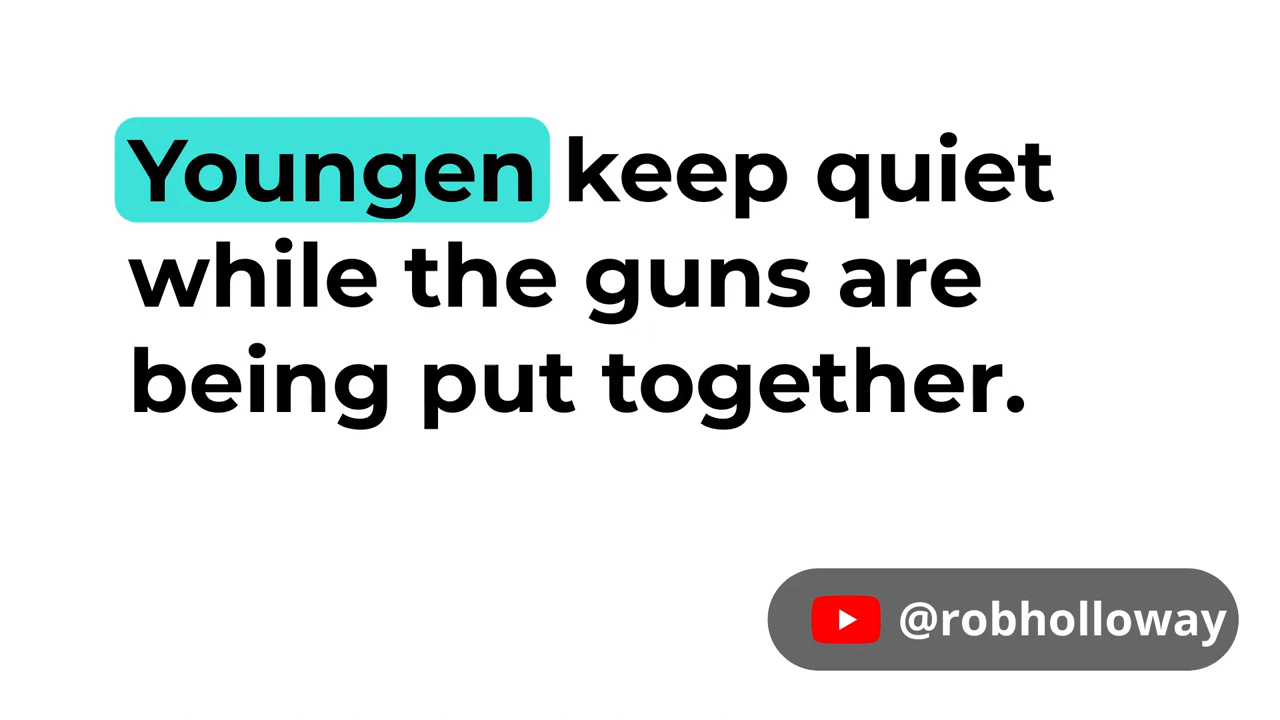 Youngen keep quiet
while the guns are
being put together.
@robholloway